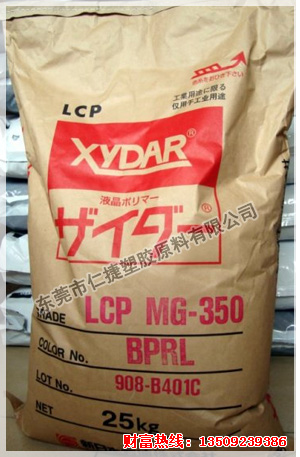 工業用途に限る
仅用于工业用途
LCP
XYDAR®
液晶ポリマー
ザイダー®
东莞市仁捷塑胶原料有限公司
GRADE LCP MG-350
COLOR No. BPRL
LOT No. 908-B401C
NET 25kg
财富热线：13509239386